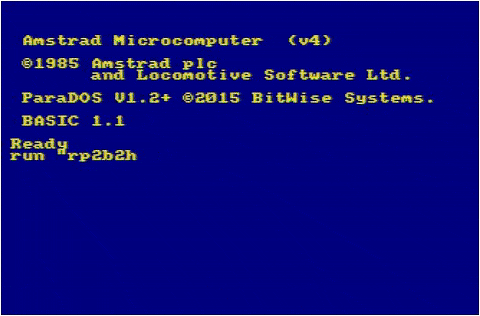 Amstrad Microcomputer (v4)
©1985 Amstrad plc
and Locomotive Software Ltd.
ParaDOS V1.2+ ©2015 BitWise Systems.
BASIC 1.1
Ready
run "rp2b2h